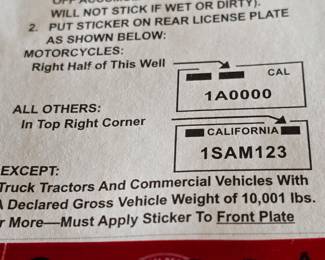 WILL NOT STICK IF WET OR DIRTY).
2. PUT STICKER ON REAR LICENSE PLATE
AS SHOWN BELOW:
MOTORCYCLES:
Right Half of This Well
CAL
1A0000
ALL OTHERS:
In Top Right Corner
CALIFORNIA
1SAM123
EXCEPT:
Truck Tractors And Commercial Vehicles With
A Declared Gross Vehicle Weight of 10,001 lbs.
r More—Must Apply Sticker To Front Plate